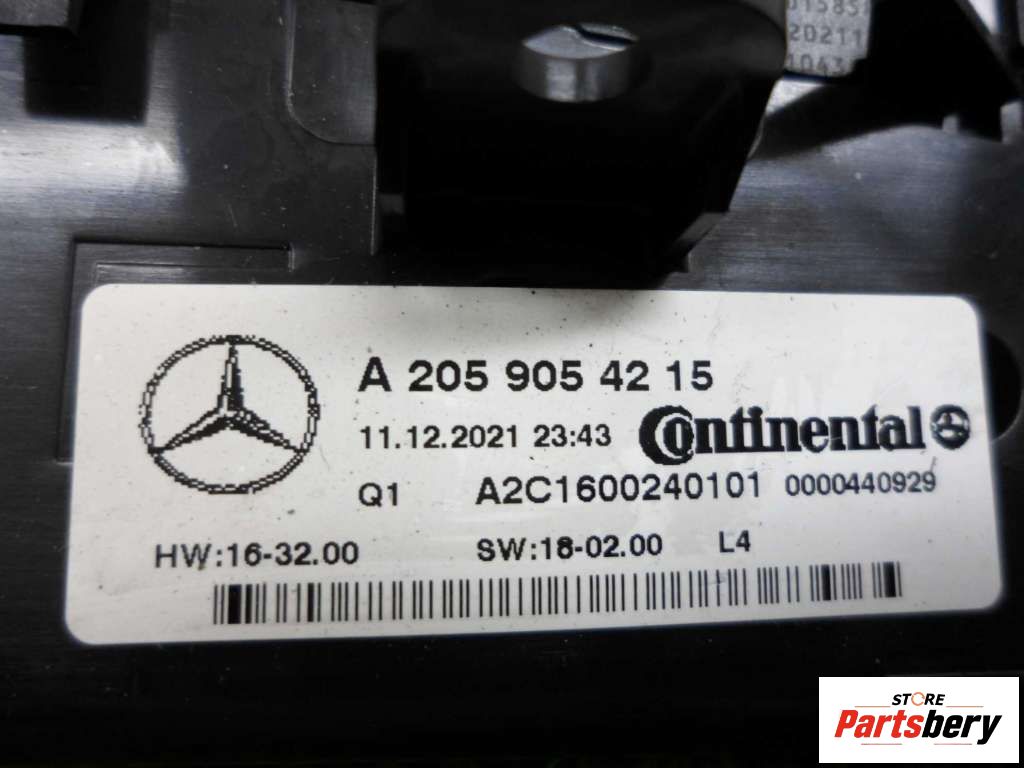 20211
A 205 905 42 15
11.12.2021 23:43 Continental
Q1 A2C1600240101 0000440929
HW:16-32.00 SW:18-02.00 L4
STORE
Partsbery